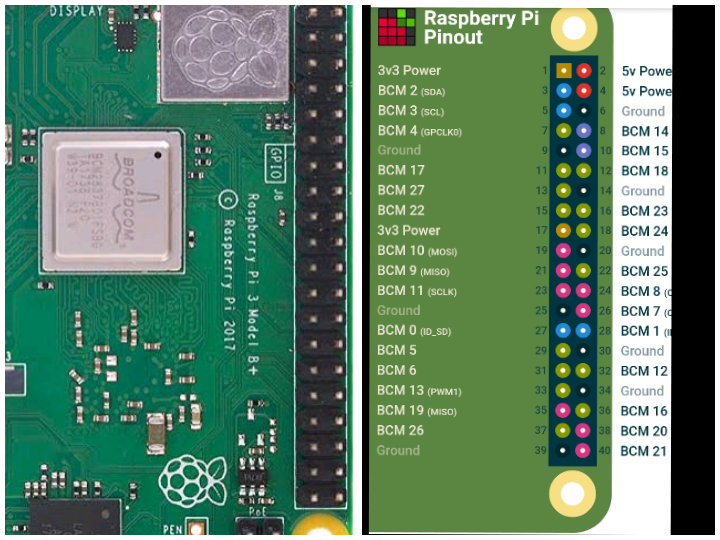 DISPLAY
BROADCOM
GPIO
J8
Raspberry Pi 3 Model B+
© Raspberry Pi 2017
3
PEN
PoE
Raspberry Pi
Pinout
3v3 Power 1 2 5v Powe
BCM 2 (SDA) 3 4 5v Powe
BCM 3 (SCL) 5 6 Ground
BCM 4 (GPCLK0) 7 8 BCM 14
Ground 9 10 BCM 15
BCM 17 11 12 BCM 18
BCM 27 13 14 Ground
BCM 22 15 16 BCM 23
3v3 Power 17 18 BCM 24
BCM 10 (MOSI) 19 20 Ground
BCM 9 (MISO) 21 22 BCM 25
BCM 11 (SCLK) 23 24 BCM 8 (C
Ground 25 26 BCM 7 (C
BCM 0 (ID_SD) 27 28 BCM 1 (I
BCM 5 29 30 Ground
BCM 6 31 32 BCM 12
BCM 13 (PWM1) 33 34 Ground
BCM 19 (MISO) 35 36 BCM 16
BCM 26 37 38 BCM 20
Ground 39 40 BCM 21